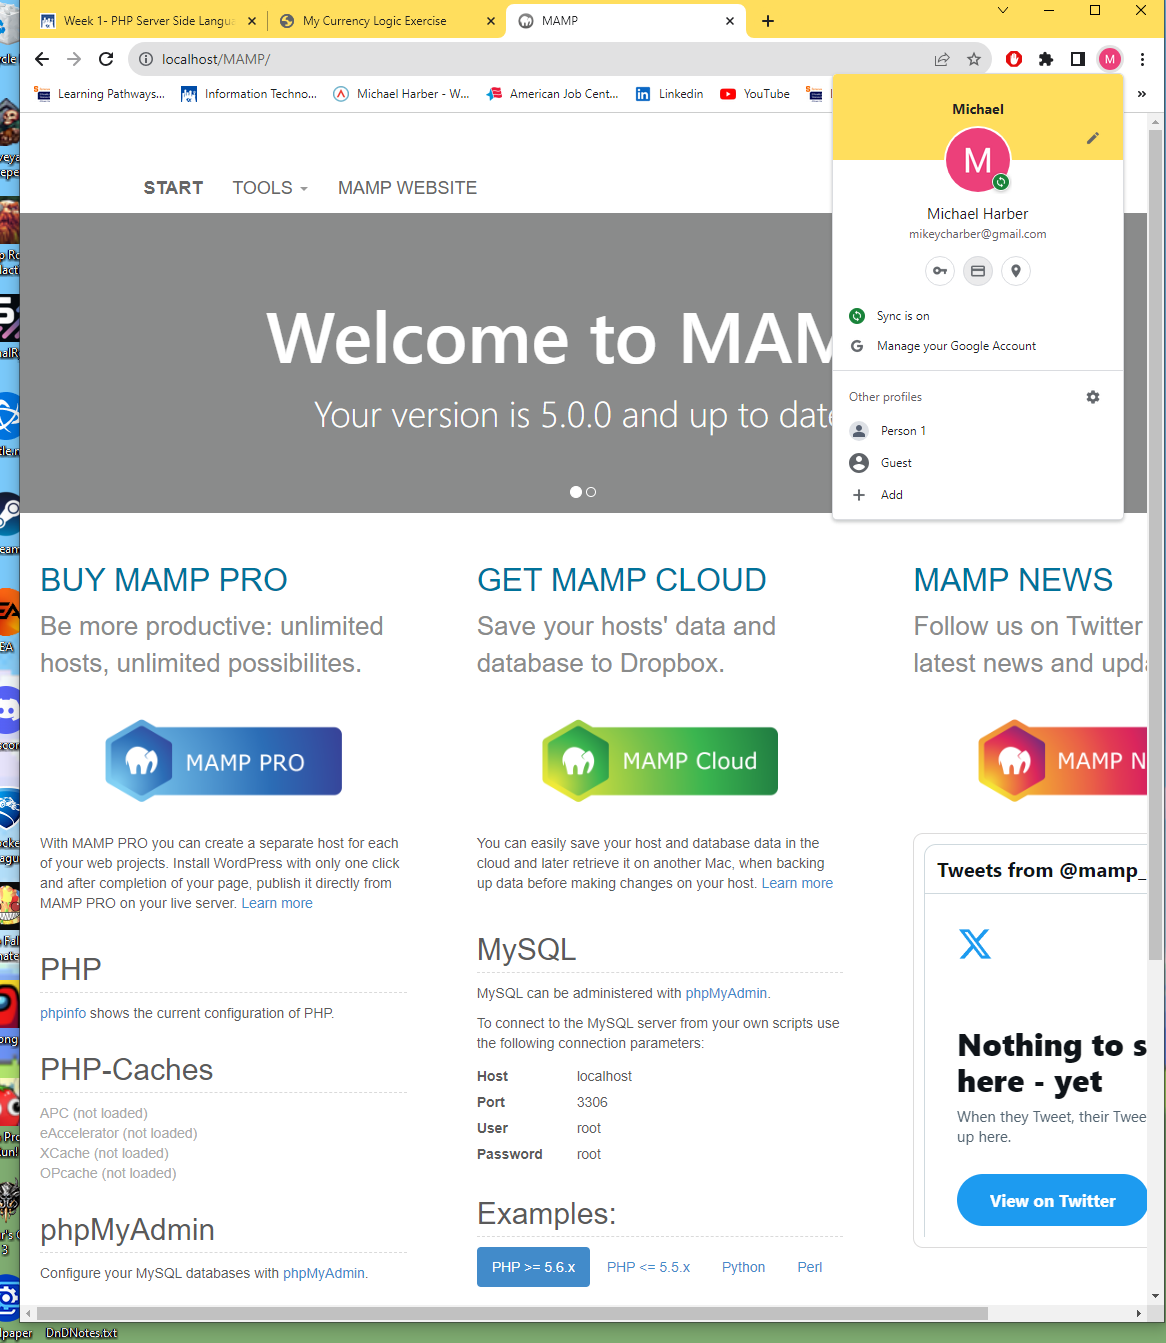 Week 1- PHP Server Side Langua
My Currency Logic Exercise
MAMP
localhost/MAMP/
M
Learning Pathways...
Information Techno...
Michael Harber - W...
American Job Cent...
Linkedin
YouTube
»
START
TOOLS
MAMP WEBSITE
Michael
M
Michael Harber
mikeycharber@gmail.com
Sync is on
Manage your Google Account
Other profiles
Person 1
Guest
Add
Welcome to MAM
Your version is 5.0.0 and up to date
BUY MAMP PRO
Be more productive: unlimited
hosts, unlimited possibilites.
MAMP PRO
With MAMP PRO you can create a separate host for each
of your web projects. Install WordPress with only one click
and after completion of your page, publish it directly from
MAMP PRO on your live server. Learn more
PHP
phpinfo shows the current configuration of PHP.
PHP-Caches
APC (not loaded)
eAccelerator (not loaded)
XCache (not loaded)
OPcache (not loaded)
phpMyAdmin
Configure your MySQL databases with phpMyAdmin.
GET MAMP CLOUD
Save your hosts' data and
database to Dropbox.
MAMP Cloud
You can easily save your host and database data in the
cloud and later retrieve it on another Mac, when backing
up data before making changes on your host. Learn more
MySQL
MySQL can be administered with phpMyAdmin.
To connect to the MySQL server from your own scripts use
the following connection parameters:
Host localhost
Port 3306
User root
Password root
Examples:
PHP >= 5.6.x
PHP <= 5.5.x
Python
Perl
MAMP NEWS
Follow us on Twitter
latest news and upda
MAMP N
Tweets from @mamp_
Nothing to s
here - yet
When they Tweet, their Twee
up here.
View on Twitter
EA
3
DnDNotes.txt